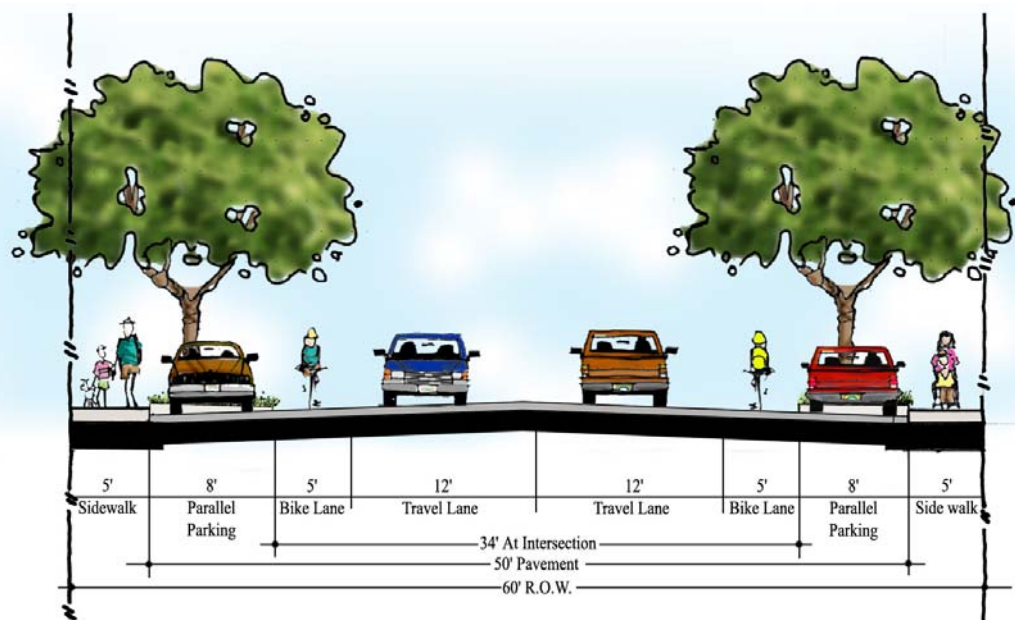 5' 8' 5' 12' 12' 5' 8' 5'
Sidewalk Parallel Parking Bike Lane Travel Lane Travel Lane Bike Lane Parallel Parking Side walk
34' At Intersection
50' Pavement
60' R.O.W.